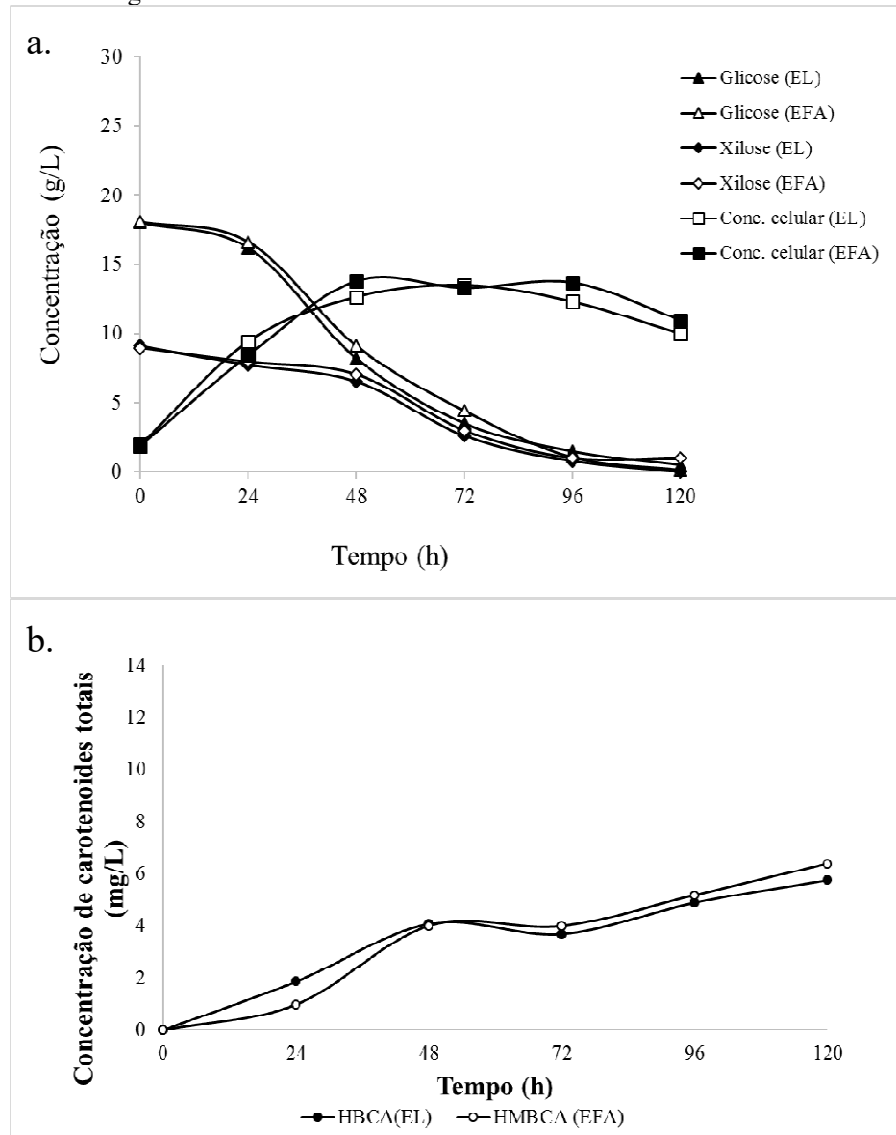 a.
Concentração (g/L)
30
25
20
15
10
5
0
0 24 48 72 96 120
Tempo (h)
Glicose (EL)
Glicose (EFA)
Xilose (EL)
Xilose (EFA)
Conc. celular (EL)
Conc. celular (EFA)
b.
Concentração de carotenoides totais
(mg/L)
14
12
10
8
6
4
2
0
0 24 48 72 96 120
Tempo (h)
HBCA(EL) HMBCA (EFA)